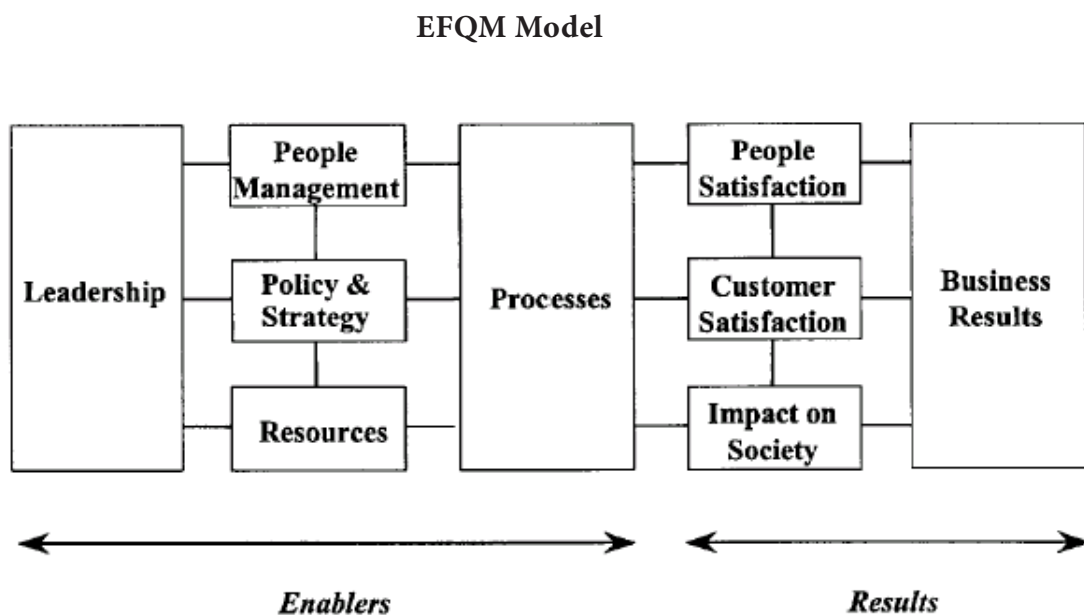 EFQM Model
Leadership
People
Management
Policy &
Strategy
Resources
Processes
People
Satisfaction
Customer
Satisfaction
Impact on
Society
Business
Results
Enablers
Results